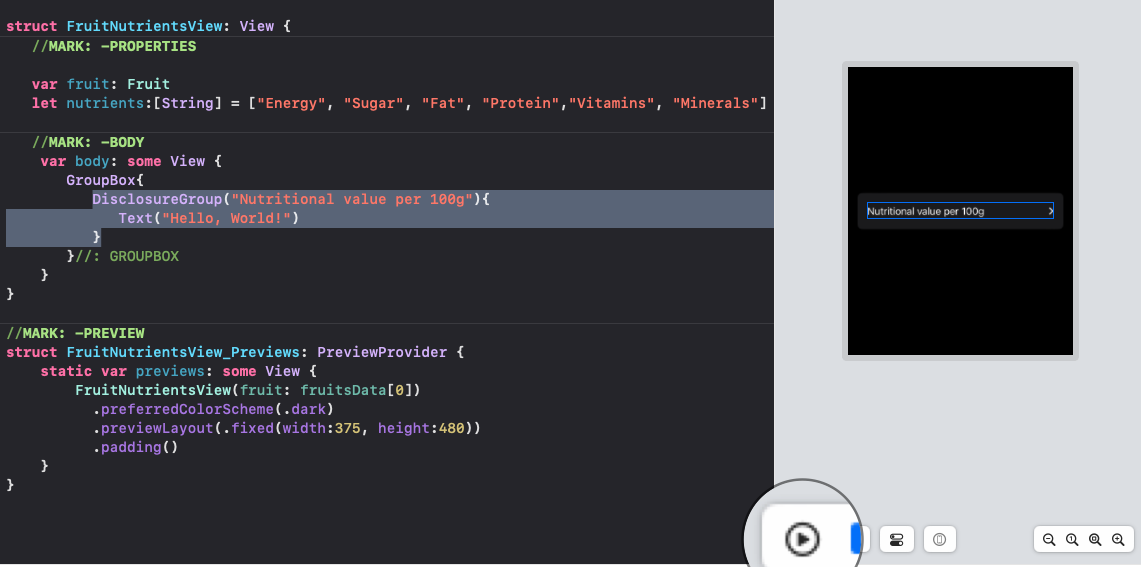 struct FruitNutrientsView: View {
//MARK: -PROPERTIES
var fruit: Fruit
let nutrients:[String] = ["Energy", "Sugar", "Fat", "Protein","Vitamins", "Minerals"]
//MARK: -BODY
var body: some View {
GroupBox{
DisclosureGroup("Nutritional value per 100g"){
Text("Hello, World!")
}
}//: GROUPBOX
}
}
//MARK: -PREVIEW
struct FruitNutrientsView_Previews: PreviewProvider {
static var previews: some View {
FruitNutrientsView(fruit: fruitsData[0])
.preferredColorScheme(.dark)
.previewLayout(.fixed(width:375, height:480))
.padding()
}
}
Nutritional value per 100g